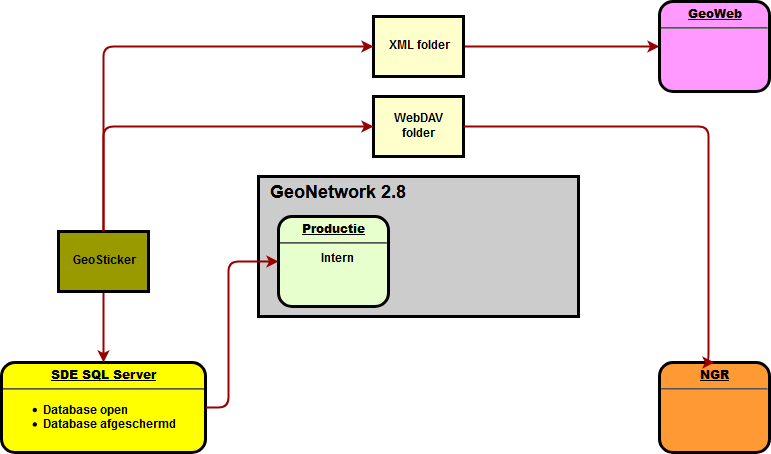 GeoWeb
XML folder
WebDAV
folder
GeoNetwork 2.8
Productie
Intern
GeoSticker
SDE SQL Server
• Database open
• Database afgeschermd
NGR